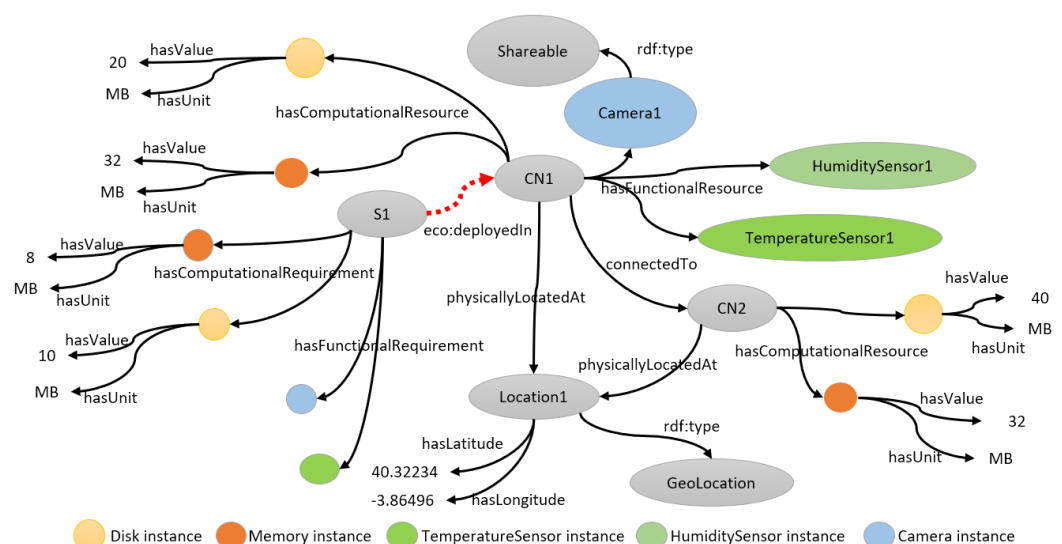 Shareable
rdf:type
hasValue
20
MB
hasUnit
Camera1
hasComputationalResource
hasValue
32
MB
hasUnit
CN1
HumiditySensor1
hasFunctionalResource
S1
eco:deployedIn
TemperatureSensor1
hasValue
8
MB
hasUnit
hasComputationalRequirement
connectedTo
hasValue
40
MB
hasUnit
physicallyLocatedAt
CN2
hasComputationalResource
hasValue
10
MB
hasUnit
hasFunctionalRequirement
physicallyLocatedAt
Location1
hasValue
32
hasUnit
MB
rdf:type
hasLatitude
40.32234
-3.86496
hasLongitude
GeoLocation
Disk instance
Memory instance
TemperatureSensor instance
HumiditySensor instance
Camera instance